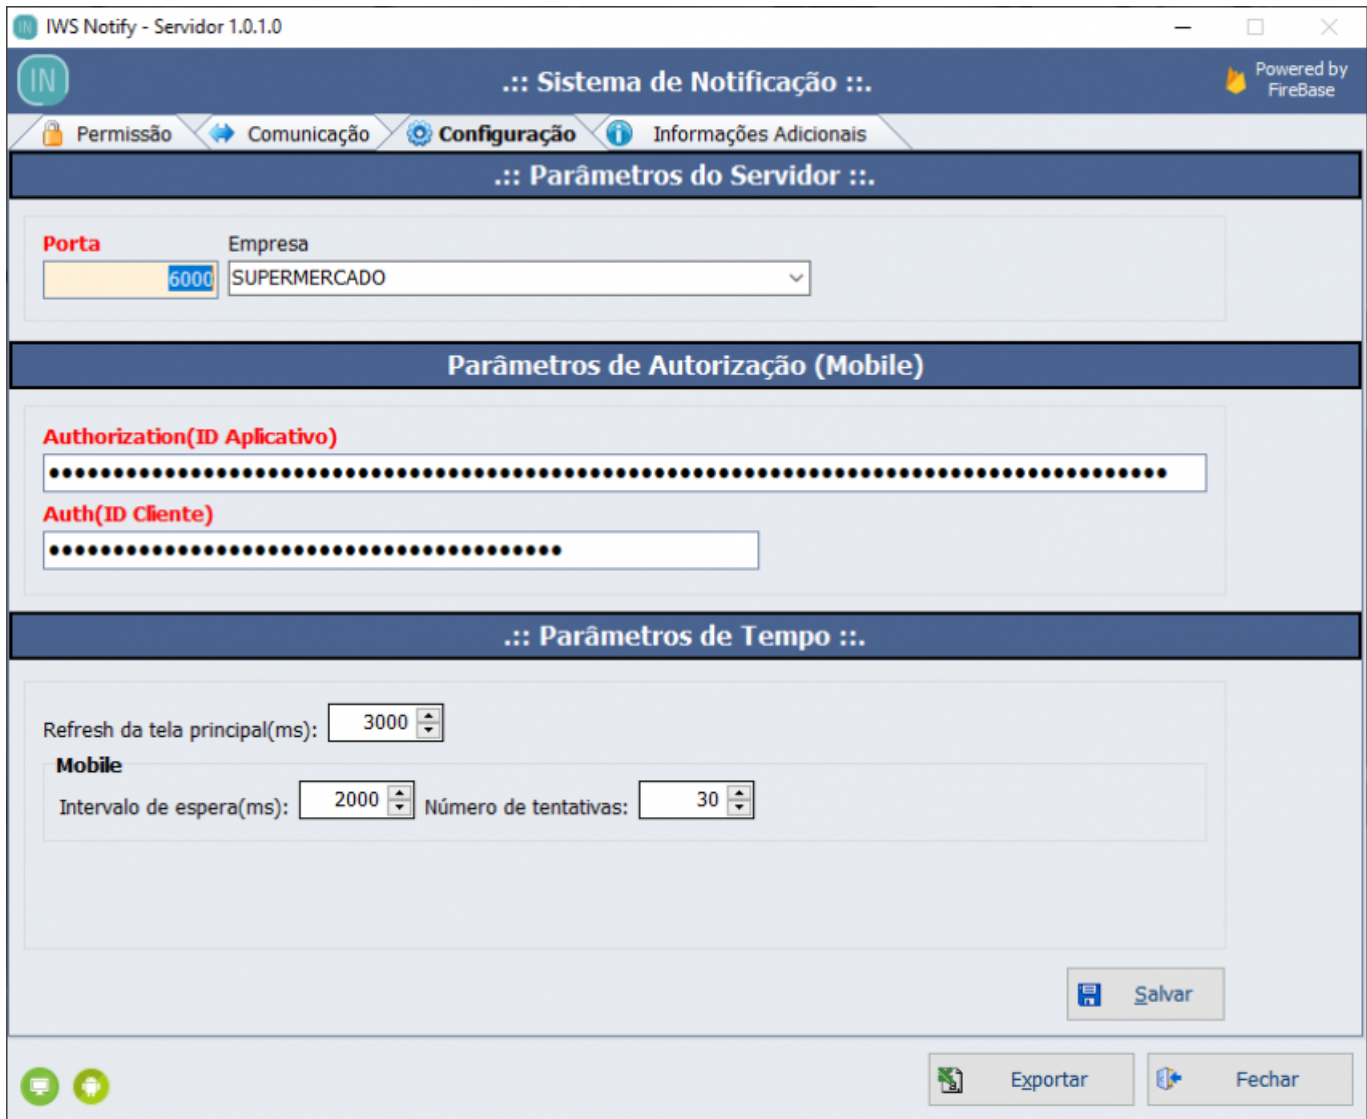 IN IWS Notify - Servidor 1.0.1.0
IN .:: Sistema de Notificação ::. Powered by
FireBase
Permissão Comunicação Configuração Informações Adicionais
.:: Parâmetros do Servidor ::.
Porta Empresa
6000 SUPERMERCADO
Parâmetros de Autorização (Mobile)
Authorization(ID Aplicativo)
Auth(ID Cliente)
.:: Parâmetros de Tempo ::.
Refresh da tela principal(ms): 3000
Mobile
Intervalo de espera(ms): 2000 Número de tentativas: 30
Salvar
Exportar Fechar